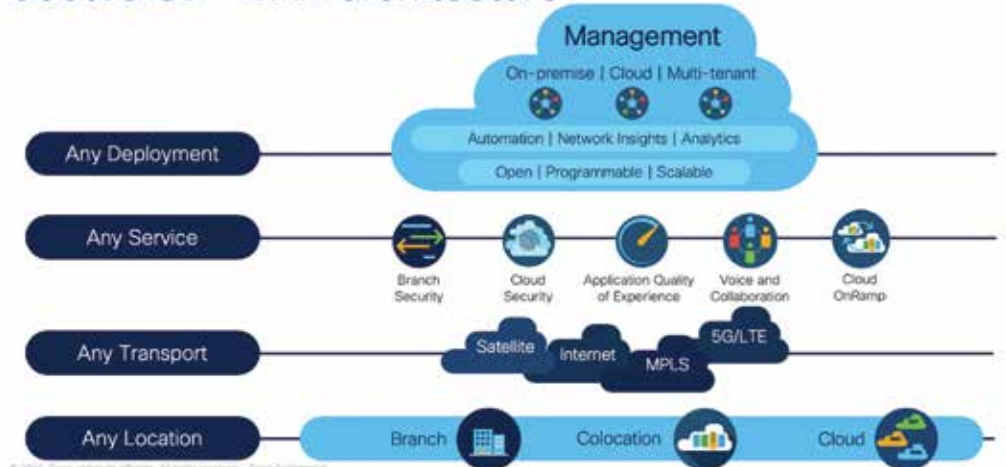 Management
On-premise | Cloud | Multi-tenant
Automation | Network Insights | Analytics
Open | Programmable | Scalable
Any Deployment
Any Service
Branch
Security
Cloud
Security
Application Quality
of Experience
Voice and
Collaboration
Cloud
OnRamp
Any Transport
Satellite
Internet
MPLS
5G/LTE
Any Location
Branch
Colocation
Cloud